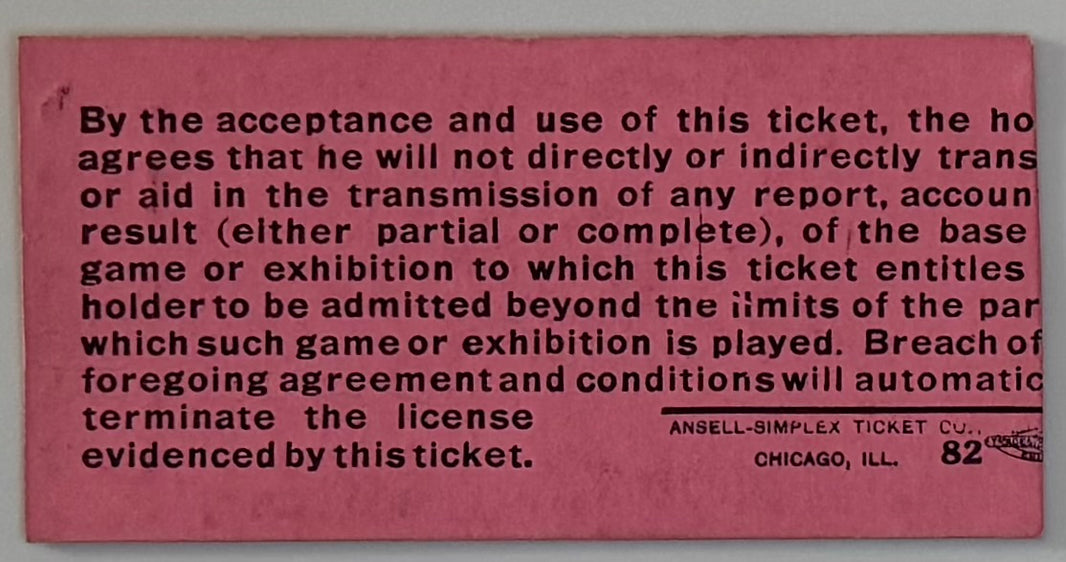 By the acceptance and use of this ticket, the ho
agrees that he will not directly or indirectly trans
or aid in the transmission of any report, accoun
result (either partial or complete), of the base
game or exhibition to which this ticket entitles
holder to be admitted beyond the limits of the par
which such game or exhibition is played. Breach of
foregoing agreement and conditions will automatic
terminate the license
evidenced by this ticket.
ANSELL-SIMPLEX TICKET CO.,
CHICAGO, ILL. 82